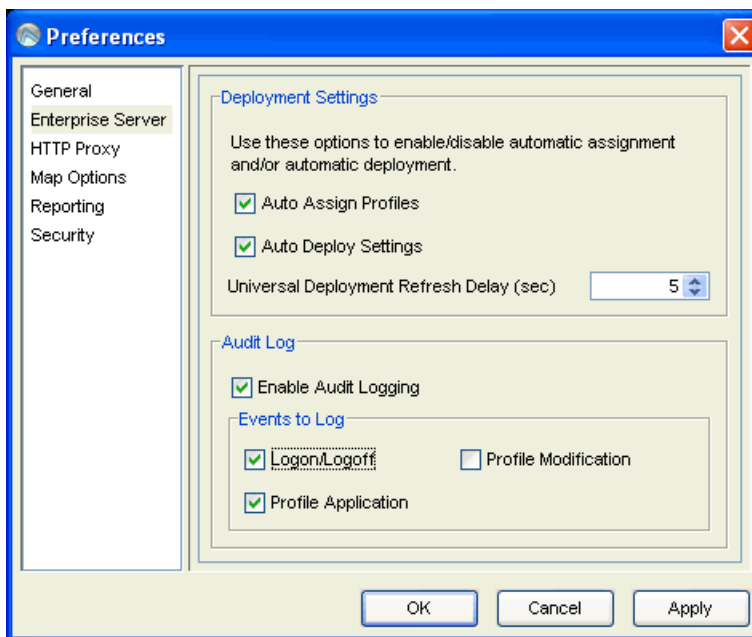 Preferences
General
Enterprise Server
HTTP Proxy
Map Options
Reporting
Security
Deployment Settings
Use these options to enable/disable automatic assignment
and/or automatic deployment.
Auto Assign Profiles
Auto Deploy Settings
Universal Deployment Refresh Delay (sec) 5
Audit Log
Enable Audit Logging
Events to Log
Logon/Logoff Profile Modification
Profile Application
OK Cancel Apply